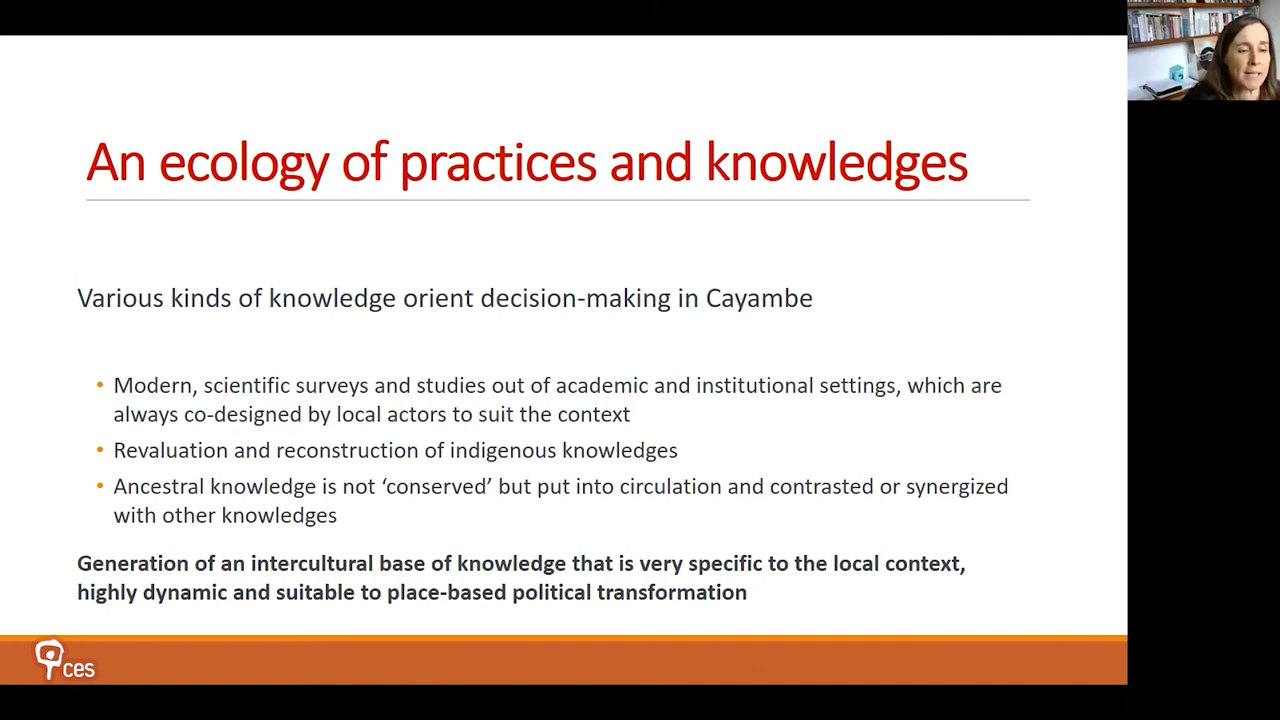 An ecology of practices and knowledges
Various kinds of knowledge orient decision-making in Cayambe
• Modern, scientific surveys and studies out of academic and institutional settings, which are
always co-designed by local actors to suit the context
• Revaluation and reconstruction of indigenous knowledges
• Ancestral knowledge is not ‘conserved’ but put into circulation and contrasted or synergized
with other knowledges
Generation of an intercultural base of knowledge that is very specific to the local context,
highly dynamic and suitable to place-based political transformation
ces